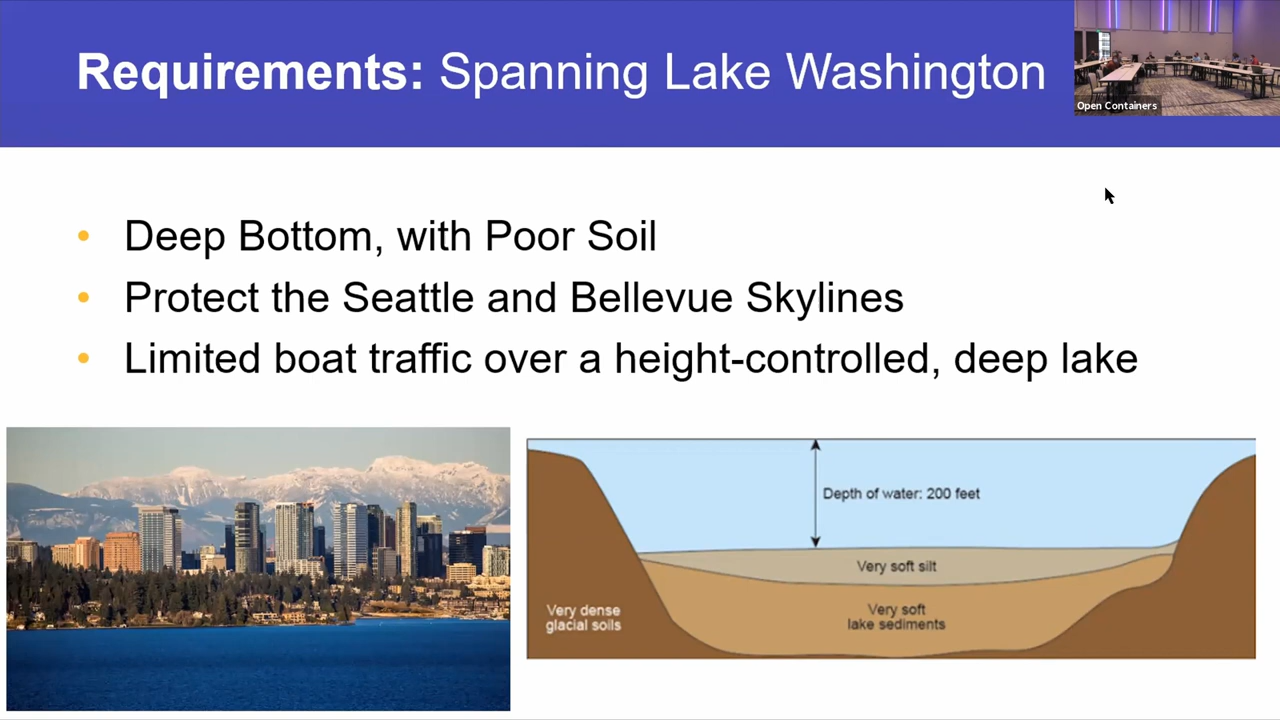 Requirements: Spanning Lake Washington
Open Containers
• Deep Bottom, with Poor Soil
• Protect the Seattle and Bellevue Skylines
• Limited boat traffic over a height-controlled, deep lake
Depth of water: 200 feet
Very soft silt
Very dense
glacial soils
Very soft
lake sediments